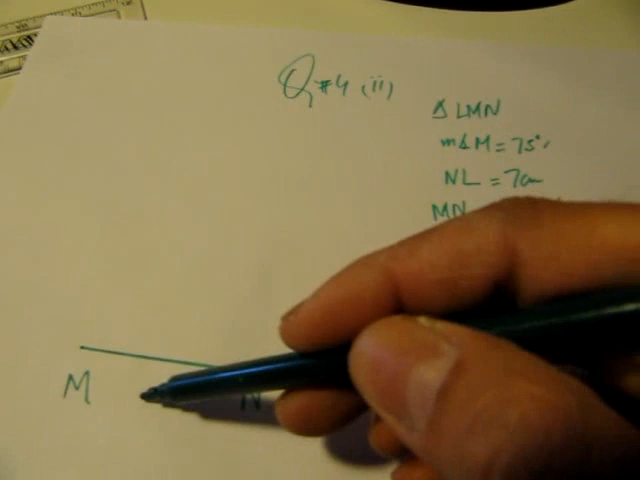 Q#4 (ii)
Δ LMN
m∡M = 75°
NL = 7cm
MN
M
N